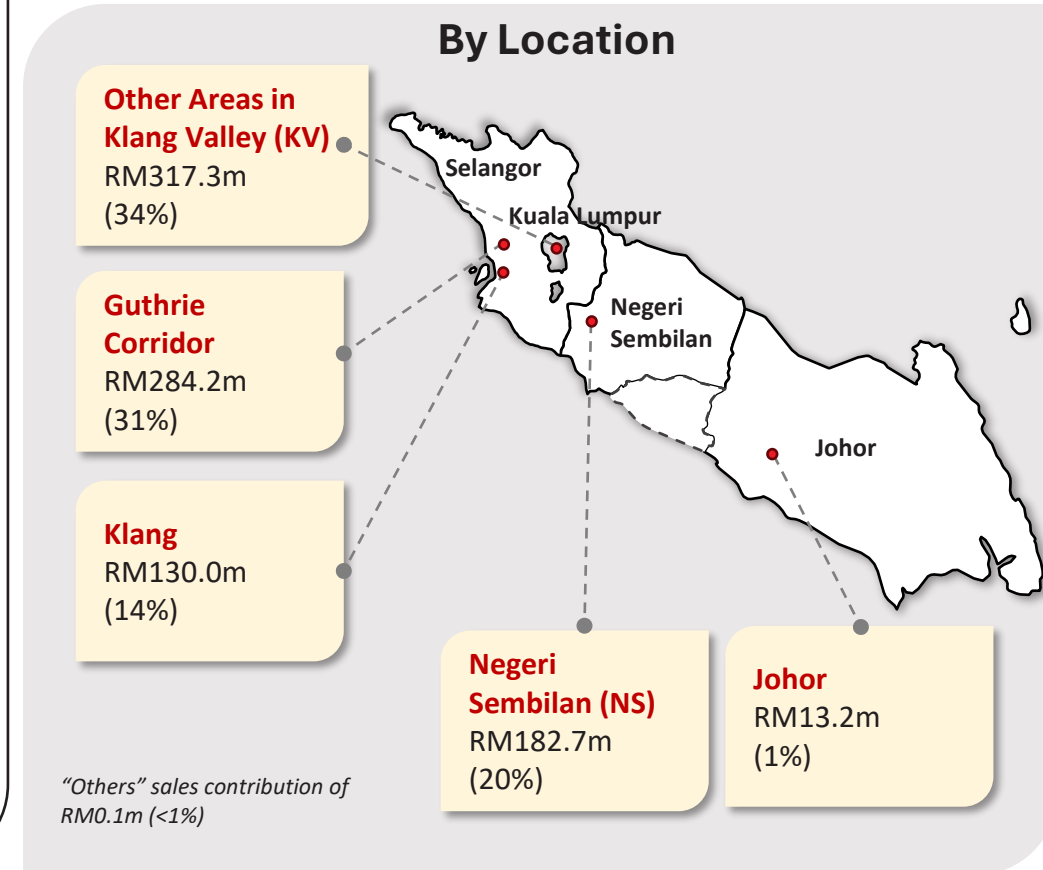 By Location
Other Areas in
Klang Valley (KV)
RM317.3m
(34%)
Guthrie
Corridor
RM284.2m
(31%)
Klang
RM130.0m
(14%)
Selangor
Kuala Lumpur
Negeri
Sembilan
Johor
Negeri
Sembilan (NS)
RM182.7m
(20%)
Johor
RM13.2m
(1%)
“Others” sales contribution of
RM0.1m (<1%)